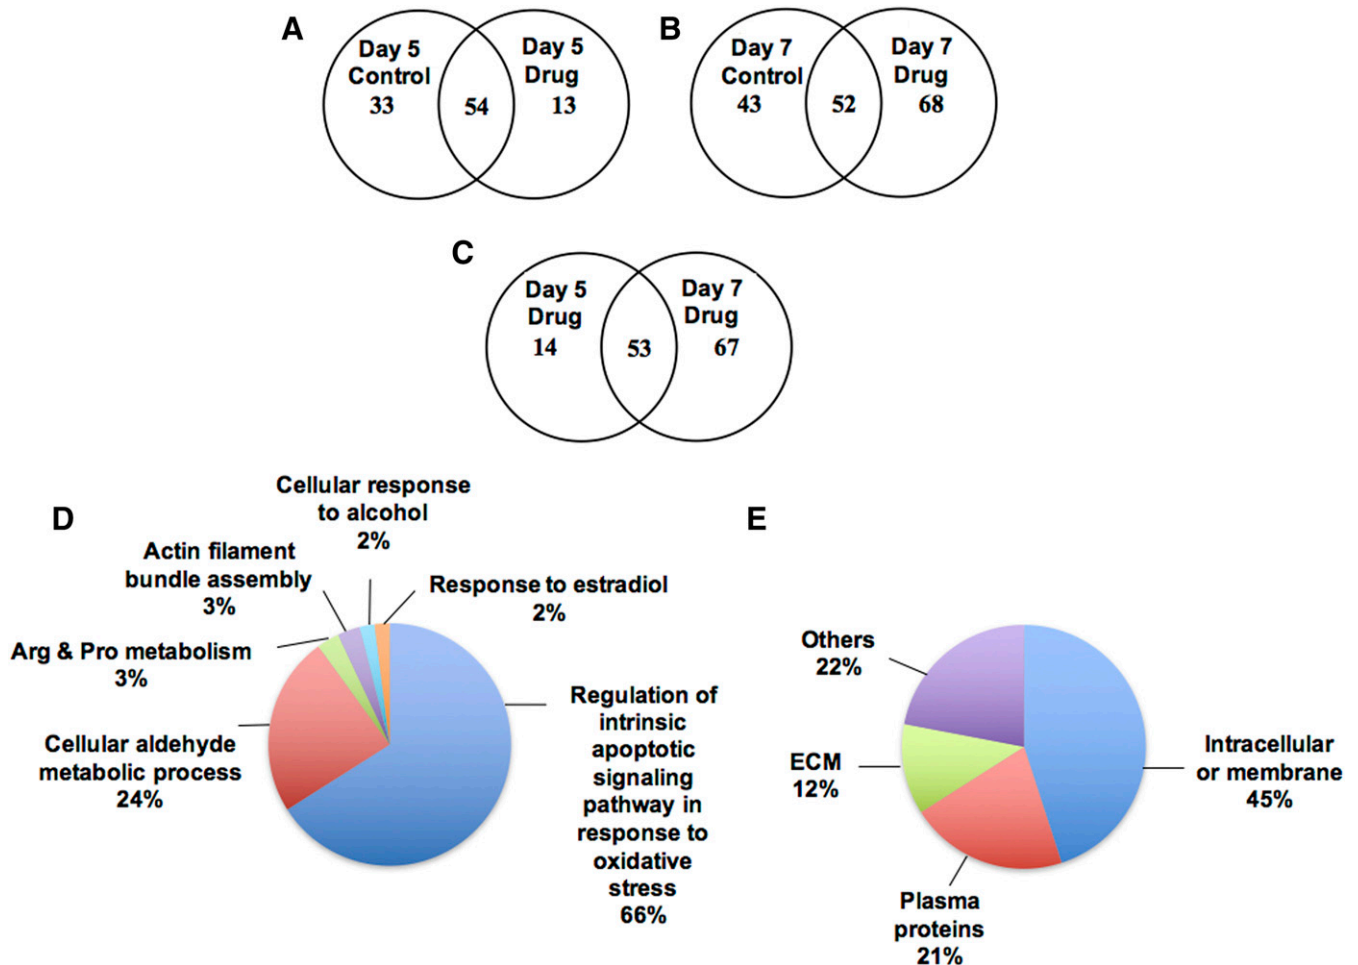 A
Day 5
Control
33
54
Day 5
Drug
13
B
Day 7
Control
43
52
Day 7
Drug
68
C
Day 5
Drug
14
53
Day 7
Drug
67
D
Cellular response
to alcohol
2%
Actin filament
bundle assembly
3%
Response to estradiol
2%
Arg & Pro metabolism
3%
Cellular aldehyde
metabolic process
24%
Regulation of
intrinsic
apoptotic
signaling
pathway in
response to
oxidative
stress
66%
E
Others
22%
ECM
12%
Intracellular
or membrane
45%
Plasma
proteins
21%